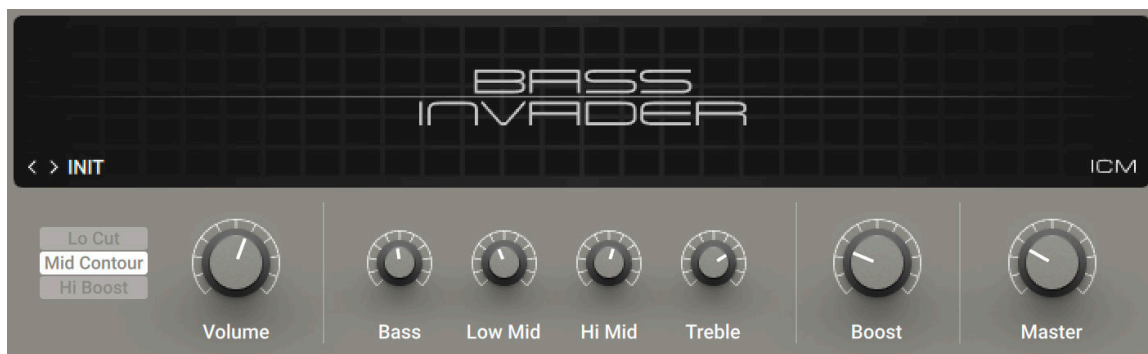 BASS
INVADER
< > INIT
ICM
Lo Cut
Mid Contour
Hi Boost
Volume
Bass
Low Mid
Hi Mid
Treble
Boost
Master